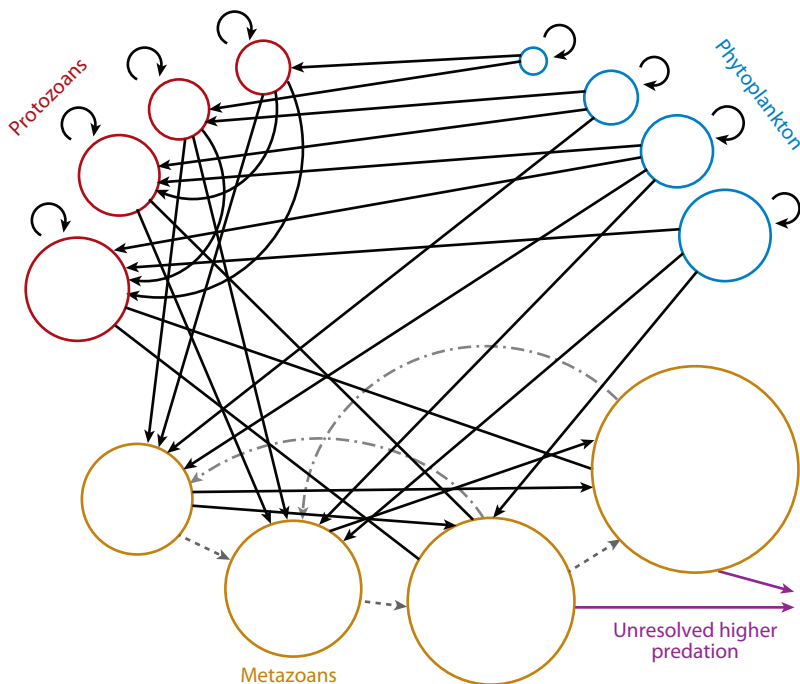 Protozoans
Phytoplankton
Unresolved higher
predation
Metazoans